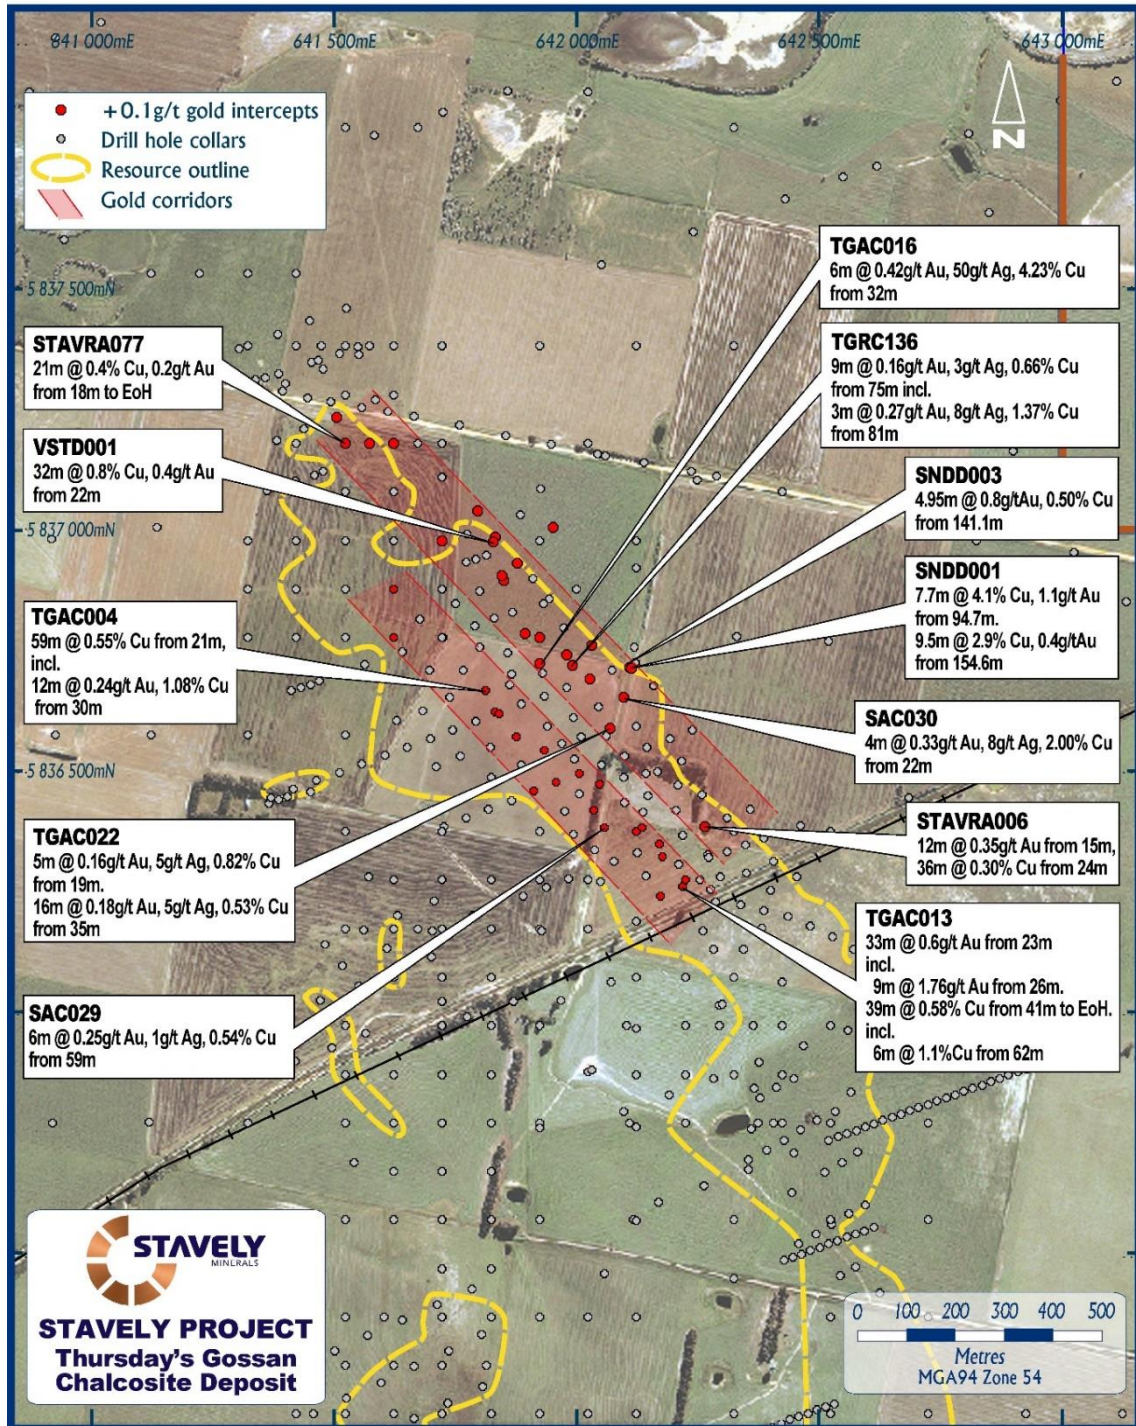 841 000mE
641 500mE
642 000mE
642 500mE
643 000mE
+0.1g/t gold intercepts
Drill hole collars
Resource outline
Gold corridors
N
5 837 500mN
5 837 000mN
5 836 500mN
TGAC016
6m @ 0.42g/t Au, 50g/t Ag, 4.23% Cu
from 32m
STAVRA077
21m @ 0.4% Cu, 0.2g/t Au
from 18m to EoH
TGRC136
9m @ 0.16g/t Au, 3g/t Ag, 0.66% Cu
from 75m incl.
3m @ 0.27g/t Au, 8g/t Ag, 1.37% Cu
from 81m
VSTD001
32m @ 0.8% Cu, 0.4g/t Au
from 22m
SNDD003
4.95m @ 0.8g/tAu, 0.50% Cu
from 141.1m
SNDD001
7.7m @ 4.1% Cu, 1.1g/t Au
from 94.7m.
9.5m @ 2.9% Cu, 0.4g/tAu
from 154.6m
TGAC004
59m @ 0.55% Cu from 21m,
incl.
12m @ 0.24g/t Au, 1.08% Cu
from 30m
SAC030
4m @ 0.33g/t Au, 8g/t Ag, 2.00% Cu
from 22m
TGAC022
5m @ 0.16g/t Au, 5g/t Ag, 0.82% Cu
from 19m.
16m @ 0.18g/t Au, 5g/t Ag, 0.53% Cu
from 35m
STAVRA006
12m @ 0.35g/t Au from 15m,
36m @ 0.30% Cu from 24m
TGAC013
33m @ 0.6g/t Au from 23m
incl.
9m @ 1.76g/t Au from 26m.
39m @ 0.58% Cu from 41m to EoH.
incl.
6m @ 1.1%Cu from 62m
SAC029
6m @ 0.25g/t Au, 1g/t Ag, 0.54% Cu
from 59m
STAVELY
MINERALS
STAVELY PROJECT
Thursday's Gossan
Chalcosite Deposit
0 100 200 300 400 500
Metres
MGA94 Zone 54